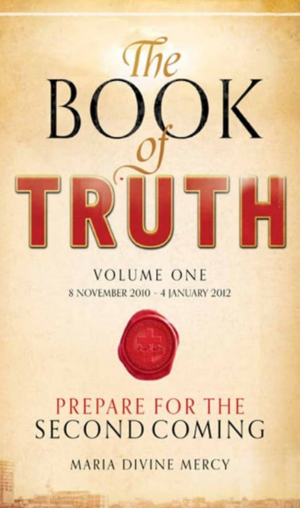 The
BOOK
of
TRUTH
VOLUME ONE
8 NOVEMBER 2010 - 4 JANUARY 2012
PREPARE FOR THE
SECOND COMING
MARIA DIVINE MERCY